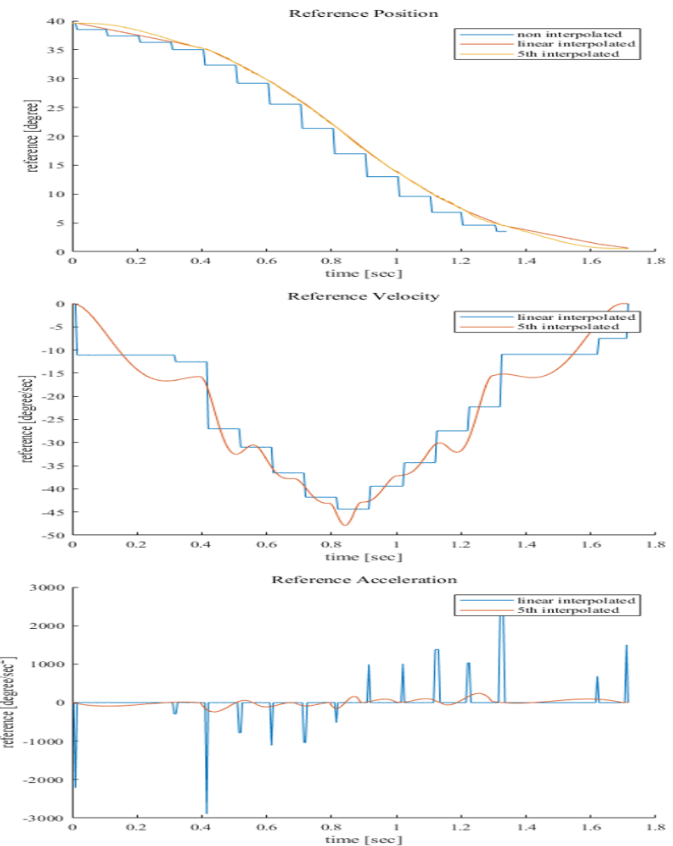 Reference Position
non interpolated
linear interpolated
5th interpolated
reference [degree]
40
35
30
25
20
15
10
5
0
0 0.2 0.4 0.6 0.8 1 1.2 1.4 1.6 1.8
time [sec]
Reference Velocity
linear interpolated
5th interpolated
reference [degree/sec]
0
-5
-10
-15
-20
-25
-30
-35
-40
-45
-50
0 0.2 0.4 0.6 0.8 1 1.2 1.4 1.6 1.8
time [sec]
Reference Acceleration
linear interpolated
5th interpolated
reference [degree/sec²]
3000
2000
1000
0
-1000
-2000
-3000
0 0.2 0.4 0.6 0.8 1 1.2 1.4 1.6 1.8
time [sec]